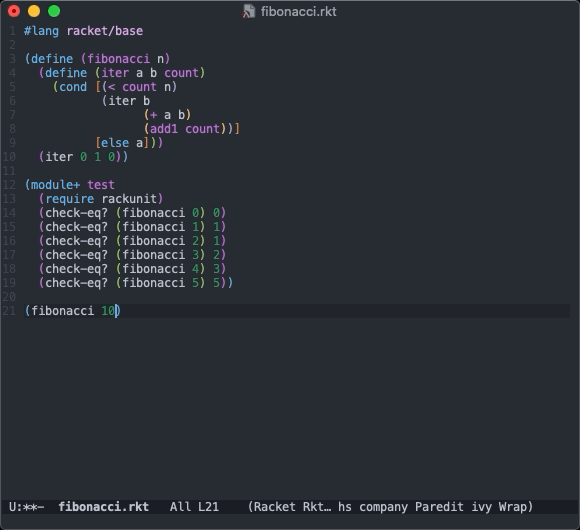 fibonacci.rkt
1 #lang racket/base
2
3 (define (fibonacci n)
4   (define (iter a b count)
5     (cond [(< count n)
6            (iter b
7                  (+ a b)
8                  (add1 count))]
9           [else a]))
10   (iter 0 1 0))
11
12 (module+ test
13   (require rackunit)
14   (check-eq? (fibonacci 0) 0)
15   (check-eq? (fibonacci 1) 1)
16   (check-eq? (fibonacci 2) 1)
17   (check-eq? (fibonacci 3) 2)
18   (check-eq? (fibonacci 4) 3)
19   (check-eq? (fibonacci 5) 5))
20
21 (fibonacci 10)
U:**-  fibonacci.rkt   All L21    (Racket Rkt… hs company Paredit ivy Wrap)